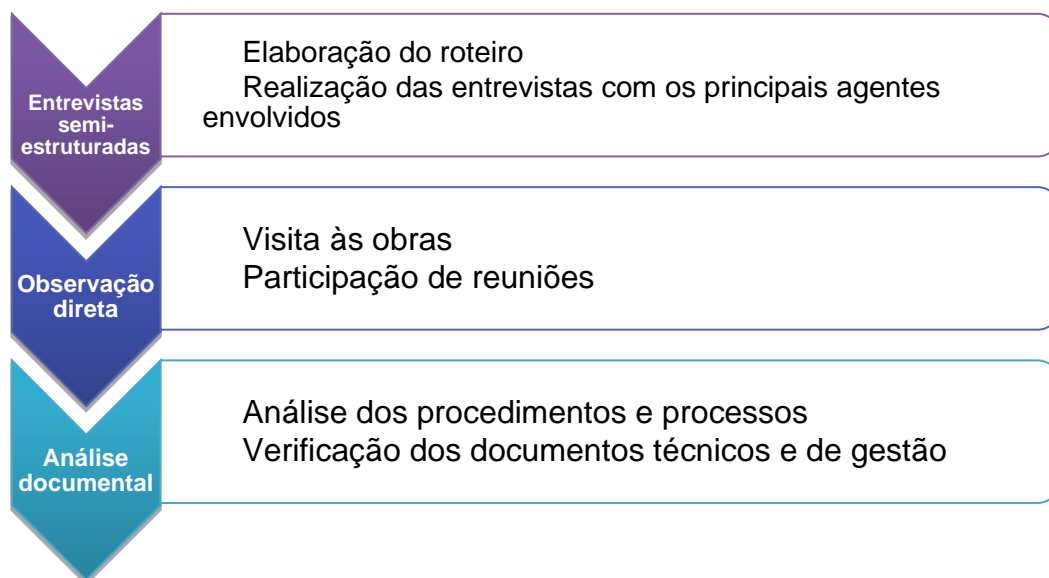 Entrevistas
semi-
estruturadas
Elaboração do roteiro
Realização das entrevistas com os principais agentes
envolvidos
Observação
direta
Visita às obras
Participação de reuniões
Análise
documental
Análise dos procedimentos e processos
Verificação dos documentos técnicos e de gestão